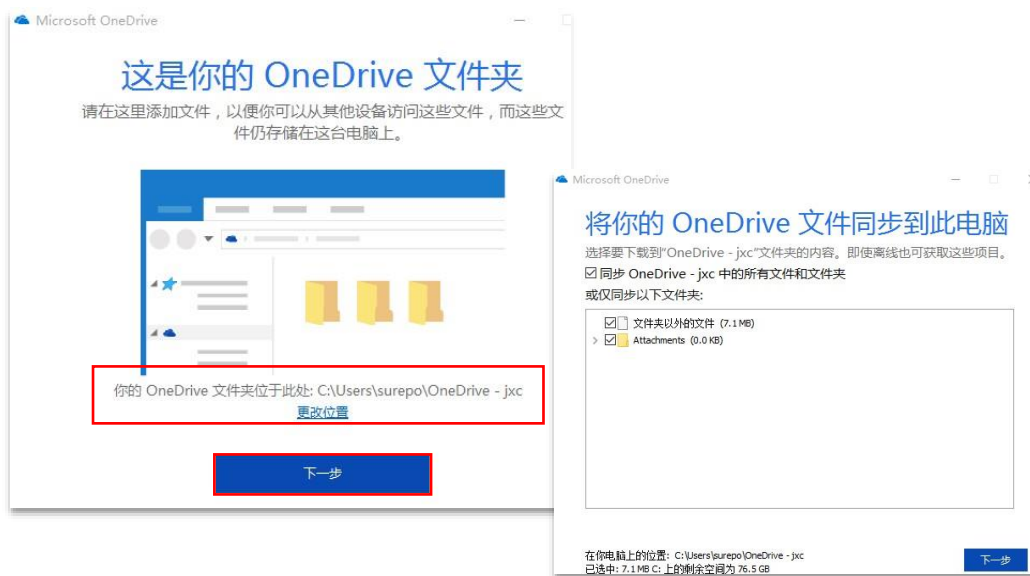 Microsoft OneDrive
这是你的 OneDrive 文件夹
请在这里添加文件，以便你可以从其他设备访问这些文件，而这些文
件仍存储在这台电脑上。
你的 OneDrive 文件夹位于此处: C:\Users\surepo\OneDrive - jxc
更改位置
下一步
Microsoft OneDrive
将你的 OneDrive 文件同步到此电脑
选择要下载到“OneDrive - jxc”文件夹的内容。即使离线也可获取这些项目。
同步 OneDrive - jxc 中的所有文件和文件夹
或仅同步以下文件夹:
文件夹以外的文件 (7.1 MB)
Attachments (0.0 KB)
在你电脑上的位置: C:\Users\surepo\OneDrive - jxc
已选中: 7.1 MB C: 上的剩余空间为 76.5 GB
下一步